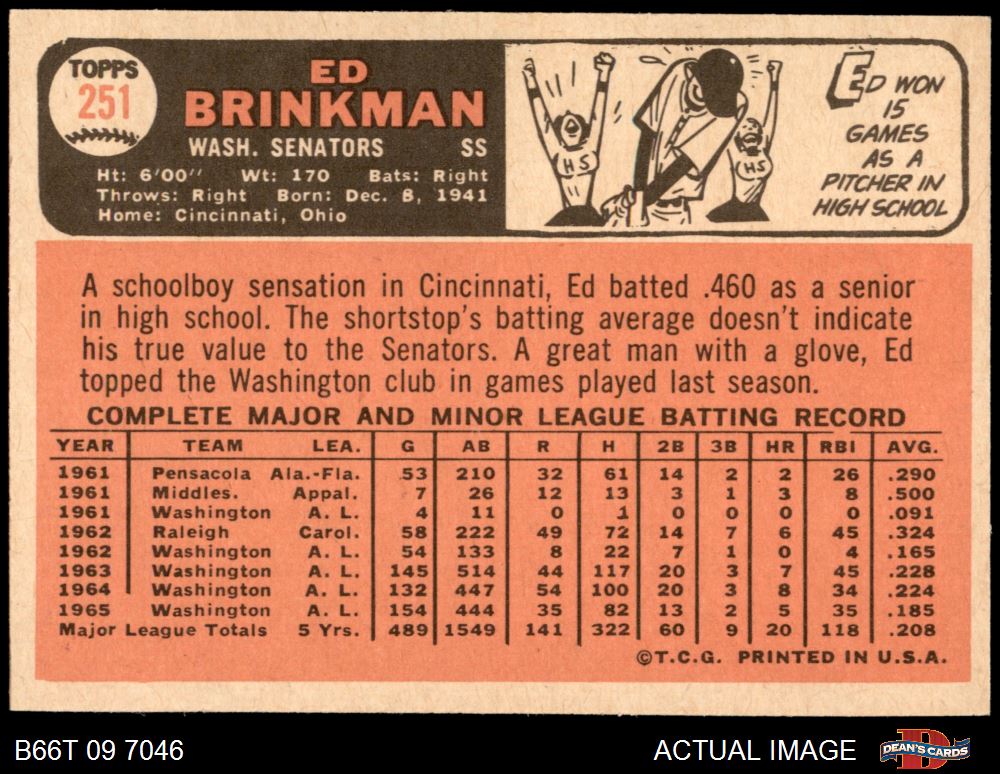 TOPPS
251
ED
BRINKMAN
WASH. SENATORS SS
Ht: 6'00" Wt: 170 Bats: Right
Throws: Right Born: Dec. 8, 1941
Home: Cincinnati, Ohio
HS
HS
ED WON
15
GAMES
AS A
PITCHER IN
HIGH SCHOOL
A schoolboy sensation in Cincinnati, Ed batted .460 as a senior
in high school. The shortstop's batting average doesn't indicate
his true value to the Senators. A great man with a glove, Ed
topped the Washington club in games played last season.
COMPLETE MAJOR AND MINOR LEAGUE BATTING RECORD
YEAR TEAM LEA. G AB R H 2B 3B HR RBI AVG.
1961 Pensacola Ala.-Fla. 53 210 32 61 14 2 2 26 .290
1961 Middles. Appal. 7 26 12 13 3 1 3 8 .500
1961 Washington A. L. 4 11 0 1 0 0 0 0 .091
1962 Raleigh Carol. 58 222 49 72 14 7 6 45 .324
1962 Washington A. L. 54 133 8 22 7 1 0 4 .165
1963 Washington A. L. 145 514 44 117 20 3 7 45 .228
1964 Washington A. L. 132 447 54 100 20 3 8 34 .224
1965 Washington A. L. 154 444 35 82 13 2 5 35 .185
Major League Totals 5 Yrs. 489 1549 141 322 60 9 20 118 .208
©T.C.G. PRINTED IN U.S.A.
B66T 09 7046
ACTUAL IMAGE
DEAN'S CARDS